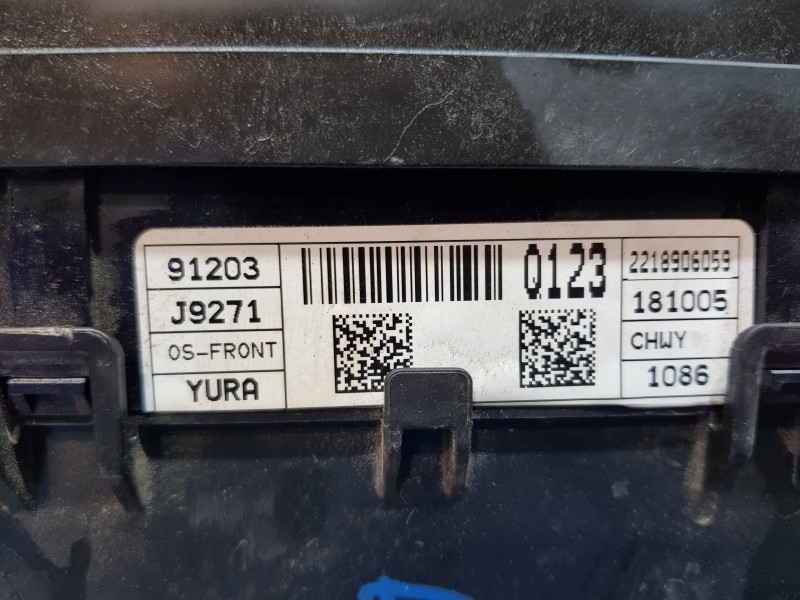 91203
J9271
OS-FRONT
YURA
Q123
2218906059
181005
CHWY
1086